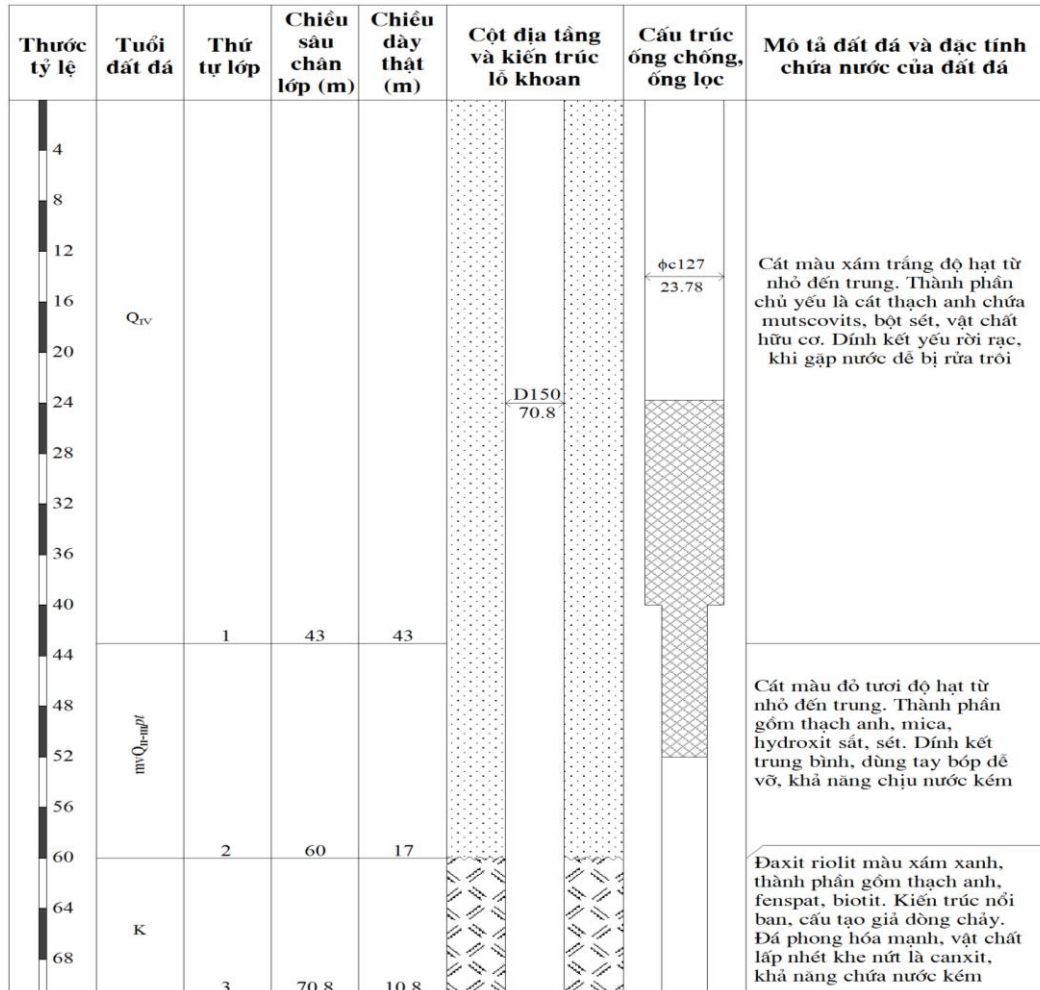 Thước
tỷ lệ
Tuổi
đất đá
Thứ
tự lớp
Chiều
sâu
chân
lớp (m)
Chiều
dày
thật
(m)
Cột địa tầng
và kiến trúc
lỗ khoan
Cấu trúc
ống chống,
ống lọc
Mô tả đất đá và đặc tính
chứa nước của đất đá
4
8
12
16
20
24
28
32
36
40
44
48
52
56
60
64
68
Q_IV
1
43
43
D150
70.8
ϕc127
23.78
Cát màu xám trắng độ hạt từ
nhỏ đến trung. Thành phần
chủ yếu là cát thạch anh chứa
mutscovits, bột sét, vật chất
hữu cơ. Dính kết yếu rời rạc,
khi gặp nước dễ bị rửa trôi
mvQ_II-III pt
2
60
17
Cát màu đỏ tươi độ hạt từ
nhỏ đến trung. Thành phần
gồm thạch anh, mica,
hydroxit sắt, sét. Dính kết
trung bình, dùng tay bóp dễ
vỡ, khả năng chịu nước kém
K
3
70.8
10.8
Đaxit riolit màu xám xanh,
thành phần gồm thạch anh,
fenspat, biotit. Kiến trúc nổi
ban, cấu tạo giả dòng chảy.
Đá phong hóa mạnh, vật chất
lấp nhét khe nứt là canxit,
khả năng chứa nước kém